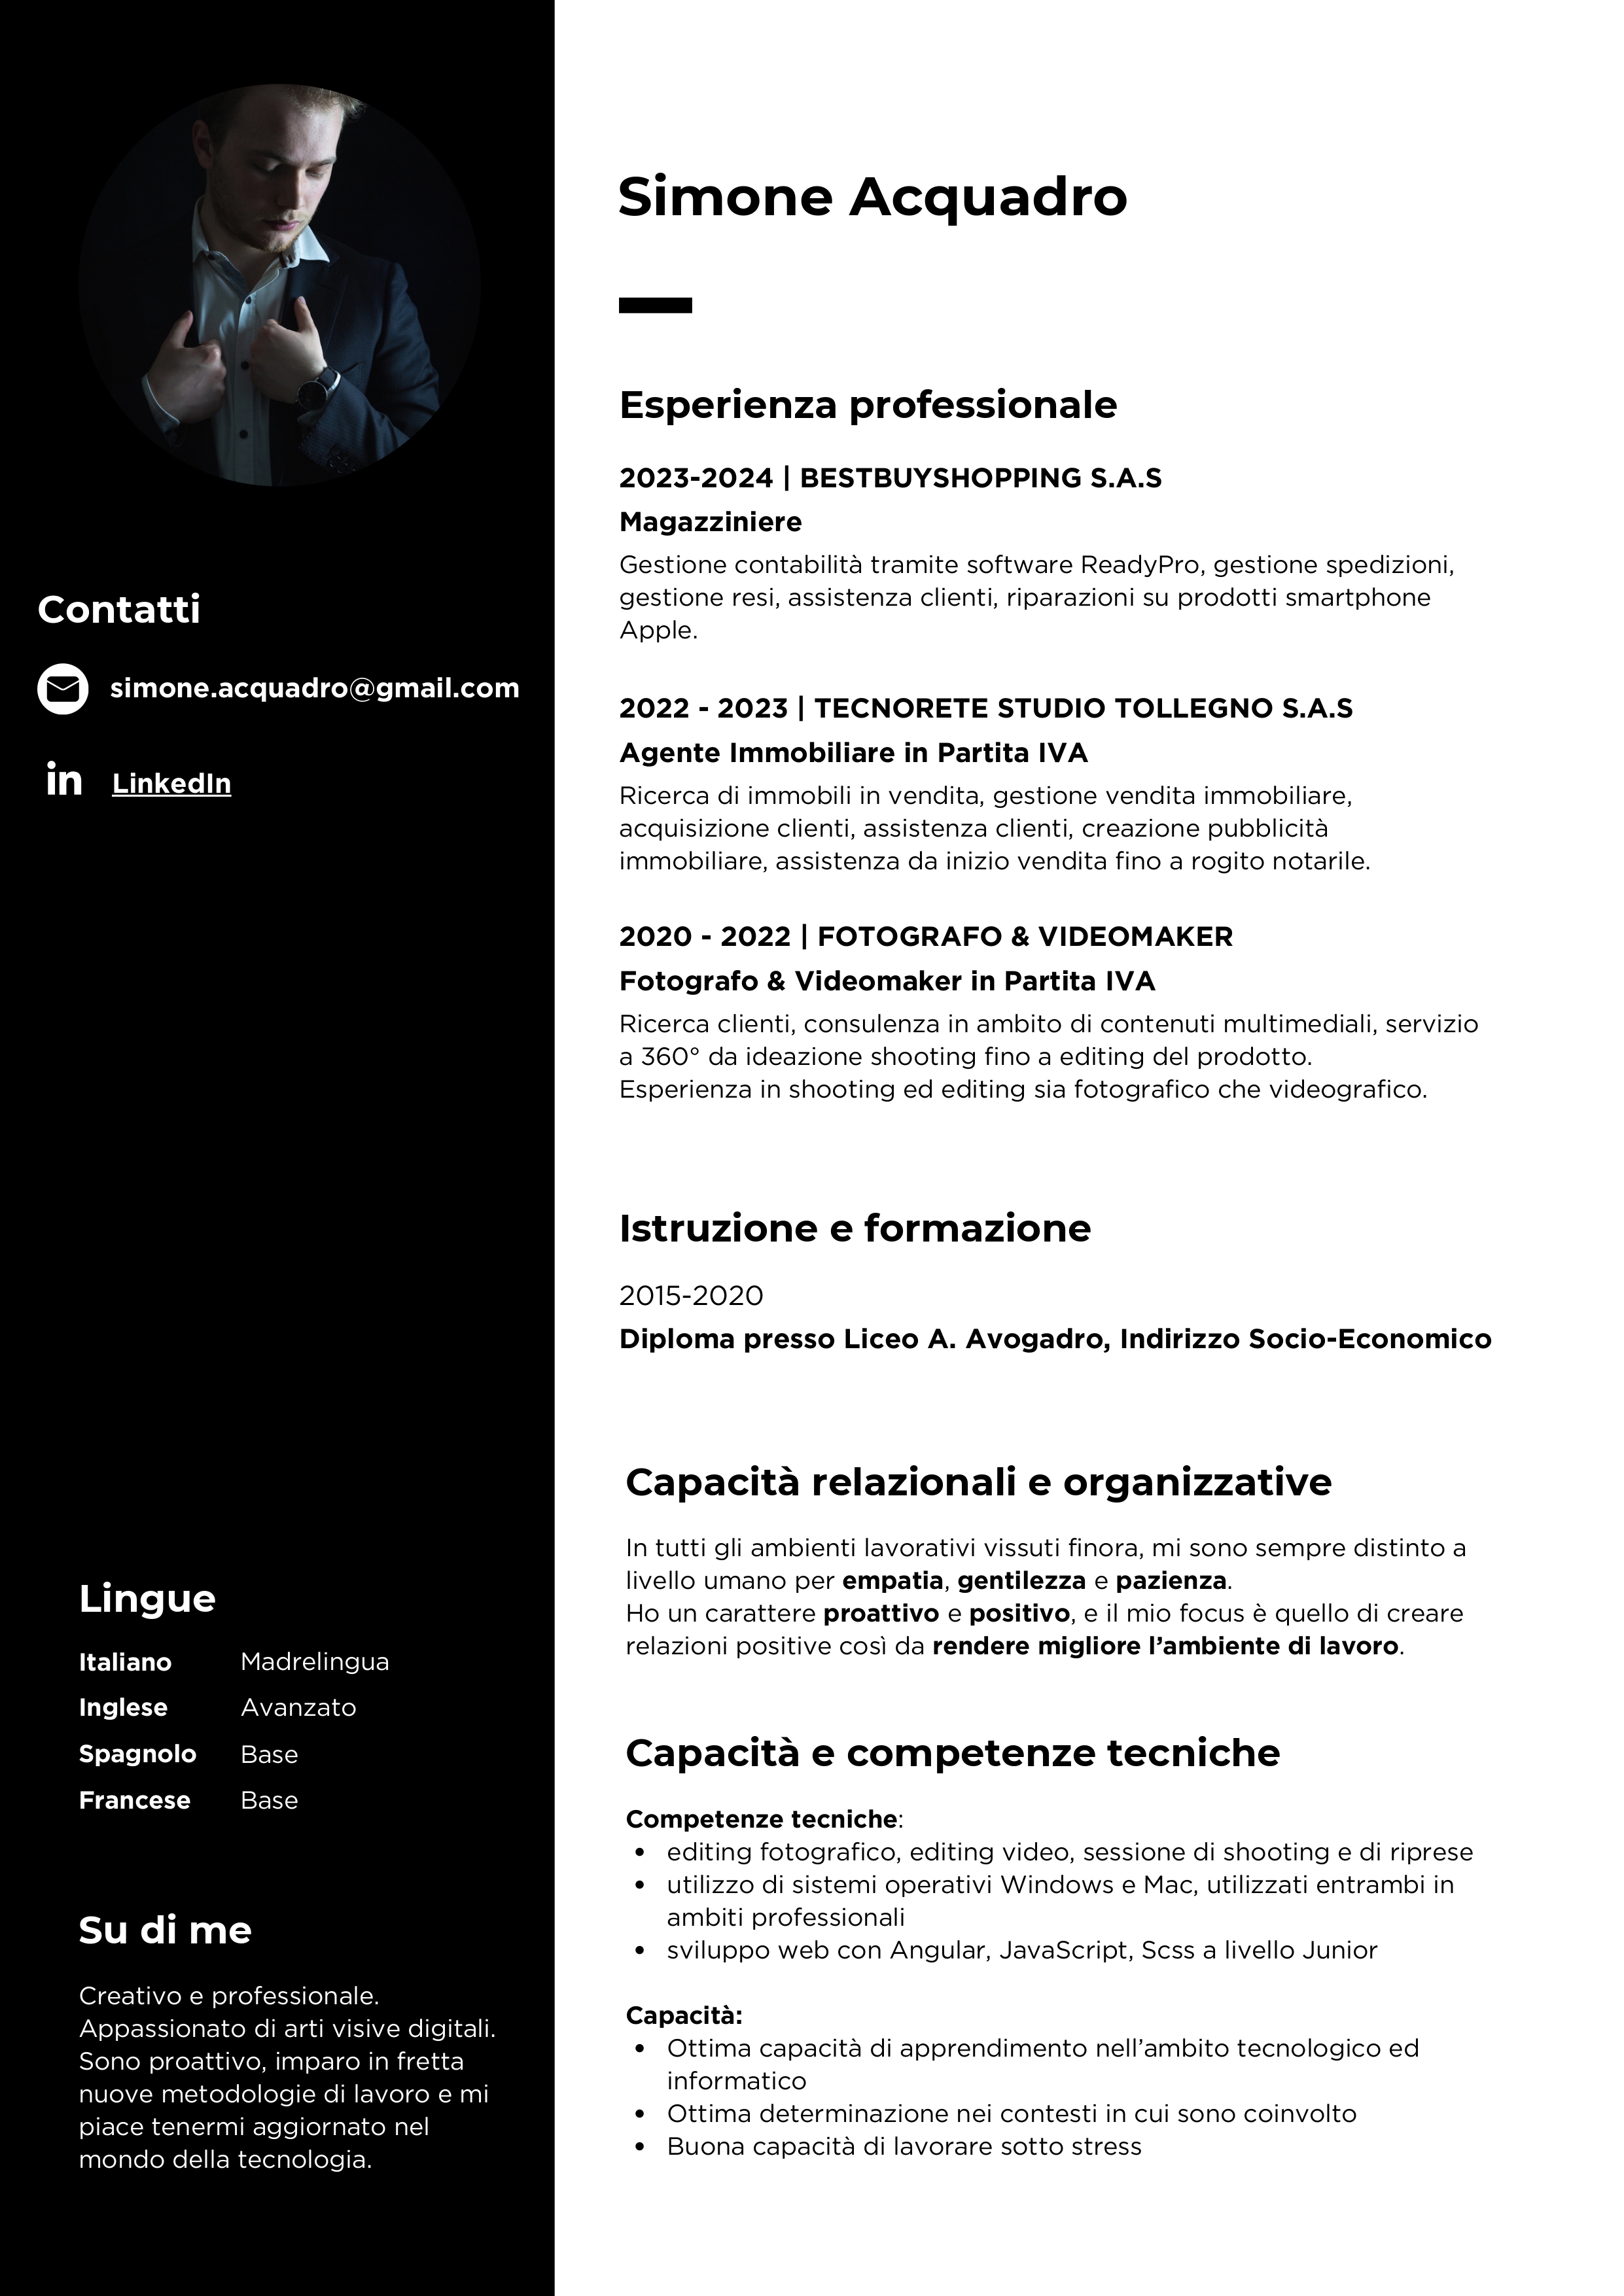 Contatti
simone.acquadro@gmail.com
in LinkedIn
Lingue
Italiano Madrelingua
Inglese Avanzato
Spagnolo Base
Francese Base
Su di me
Creativo e professionale.
Appassionato di arti visive digitali.
Sono proattivo, imparo in fretta
nuove metodologie di lavoro e mi
piace tenermi aggiornato nel
mondo della tecnologia.
Simone Acquadro
Esperienza professionale
2023-2024 | BESTBUYSHOPPING S.A.S
Magazziniere
Gestione contabilità tramite software ReadyPro, gestione spedizioni,
gestione resi, assistenza clienti, riparazioni su prodotti smartphone
Apple.
2022 - 2023 | TECNORETE STUDIO TOLLEGNO S.A.S
Agente Immobiliare in Partita IVA
Ricerca di immobili in vendita, gestione vendita immobiliare,
acquisizione clienti, assistenza clienti, creazione pubblicità
immobiliare, assistenza da inizio vendita fino a rogito notarile.
2020 - 2022 | FOTOGRAFO & VIDEOMAKER
Fotografo & Videomaker in Partita IVA
Ricerca clienti, consulenza in ambito di contenuti multimediali, servizio
a 360° da ideazione shooting fino a editing del prodotto.
Esperienza in shooting ed editing sia fotografico che videografico.
Istruzione e formazione
2015-2020
Diploma presso Liceo A. Avogadro, Indirizzo Socio-Economico
Capacità relazionali e organizzative
In tutti gli ambienti lavorativi vissuti finora, mi sono sempre distinto a
livello umano per empatia, gentilezza e pazienza.
Ho un carattere proattivo e positivo, e il mio focus è quello di creare
relazioni positive così da rendere migliore l’ambiente di lavoro.
Capacità e competenze tecniche
Competenze tecniche:
• editing fotografico, editing video, sessione di shooting e di riprese
• utilizzo di sistemi operativi Windows e Mac, utilizzati entrambi in
ambiti professionali
• sviluppo web con Angular, JavaScript, Scss a livello Junior
Capacità:
• Ottima capacità di apprendimento nell’ambito tecnologico ed
informatico
• Ottima determinazione nei contesti in cui sono coinvolto
• Buona capacità di lavorare sotto stress